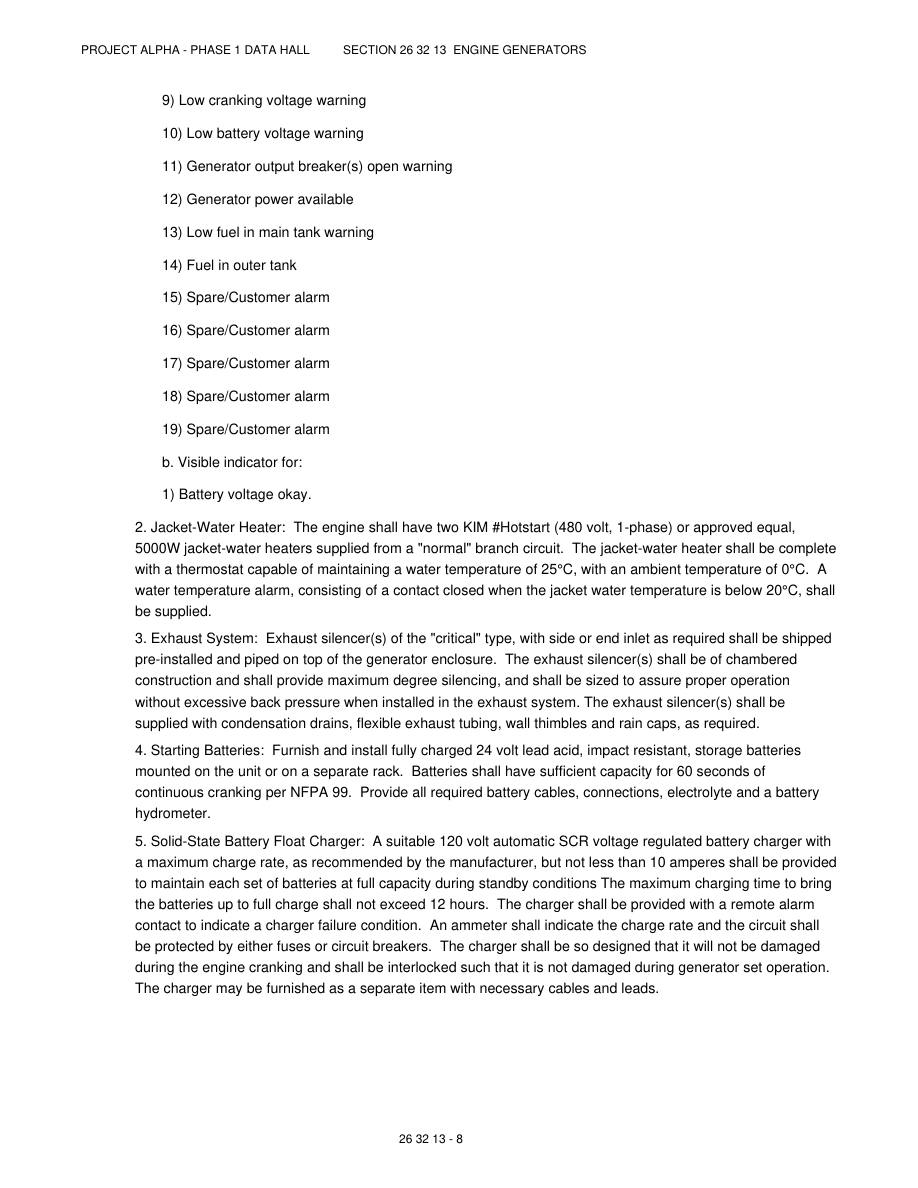 PROJECT ALPHA - PHASE 1 DATA HALL SECTION 26 32 13 ENGINE GENERATORS
9) Low cranking voltage warning
10) Low battery voltage warning
11) Generator output breaker(s) open warning
12) Generator power available
13) Low fuel in main tank warning
14) Fuel in outer tank
15) Spare/Customer alarm
16) Spare/Customer alarm
17) Spare/Customer alarm
18) Spare/Customer alarm
19) Spare/Customer alarm
b. Visible indicator for:
1) Battery voltage okay.
2. Jacket-Water Heater: The engine shall have two KIM #Hotstart (480 volt, 1-phase) or approved equal,
5000W jacket-water heaters supplied from a "normal" branch circuit. The jacket-water heater shall be complete
with a thermostat capable of maintaining a water temperature of 25°C, with an ambient temperature of 0°C. A
water temperature alarm, consisting of a contact closed when the jacket water temperature is below 20°C, shall
be supplied.
3. Exhaust System: Exhaust silencer(s) of the "critical" type, with side or end inlet as required shall be shipped
pre-installed and piped on top of the generator enclosure. The exhaust silencer(s) shall be of chambered
construction and shall provide maximum degree silencing, and shall be sized to assure proper operation
without excessive back pressure when installed in the exhaust system. The exhaust silencer(s) shall be
supplied with condensation drains, flexible exhaust tubing, wall thimbles and rain caps, as required.
4. Starting Batteries: Furnish and install fully charged 24 volt lead acid, impact resistant, storage batteries
mounted on the unit or on a separate rack. Batteries shall have sufficient capacity for 60 seconds of
continuous cranking per NFPA 99. Provide all required battery cables, connections, electrolyte and a battery
hydrometer.
5. Solid-State Battery Float Charger: A suitable 120 volt automatic SCR voltage regulated battery charger with
a maximum charge rate, as recommended by the manufacturer, but not less than 10 amperes shall be provided
to maintain each set of batteries at full capacity during standby conditions The maximum charging time to bring
the batteries up to full charge shall not exceed 12 hours. The charger shall be provided with a remote alarm
contact to indicate a charger failure condition. An ammeter shall indicate the charge rate and the circuit shall
be protected by either fuses or circuit breakers. The charger shall be so designed that it will not be damaged
during the engine cranking and shall be interlocked such that it is not damaged during generator set operation.
The charger may be furnished as a separate item with necessary cables and leads.
26 32 13 - 8